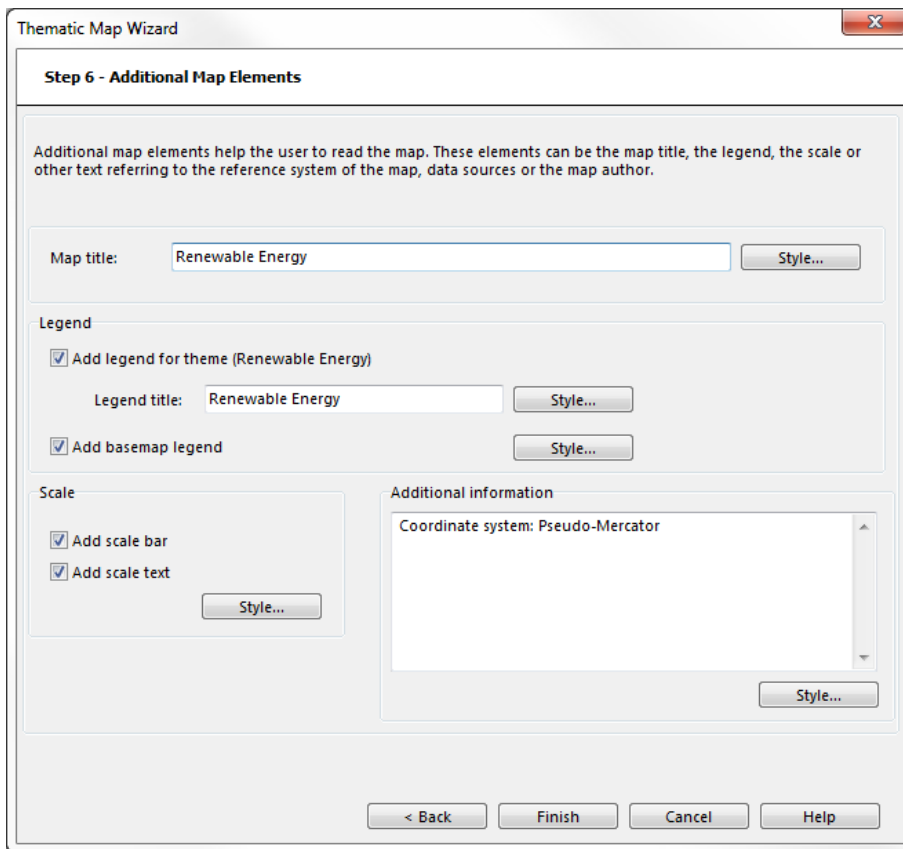 Thematic Map Wizard
Step 6 - Additional Map Elements
Additional map elements help the user to read the map. These elements can be the map title, the legend, the scale or
other text referring to the reference system of the map, data sources or the map author.
Map title:
Renewable Energy
Style...
Legend
Add legend for theme (Renewable Energy)
Legend title:
Renewable Energy
Style...
Add basemap legend
Style...
Scale
Add scale bar
Add scale text
Style...
Additional information
Coordinate system: Pseudo-Mercator
Style...
< Back
Finish
Cancel
Help